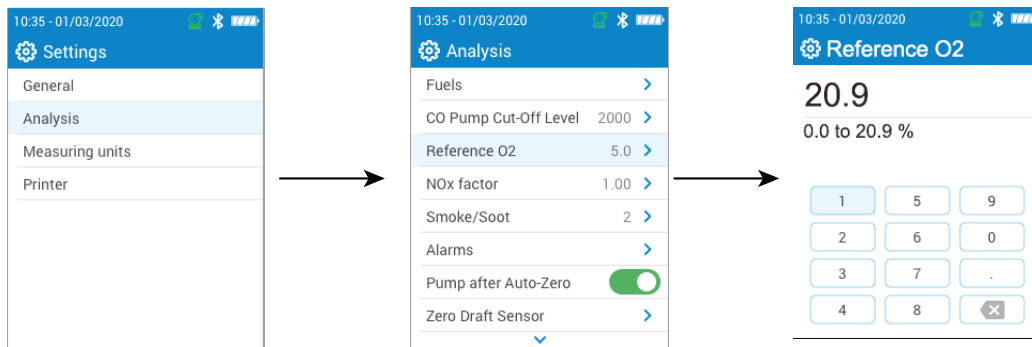 10:35 - 01/03/2020
Settings
General
Analysis
Measuring units
Printer
10:35 - 01/03/2020
Analysis
Fuels
CO Pump Cut-Off Level 2000
Reference O2 5.0
NOx factor 1.00
Smoke/Soot 2
Alarms
Pump after Auto-Zero
Zero Draft Sensor
10:35 - 01/03/2020
Reference O2
20.9
0.0 to 20.9 %
1 5 9
2 6 0
3 7 .
4 8